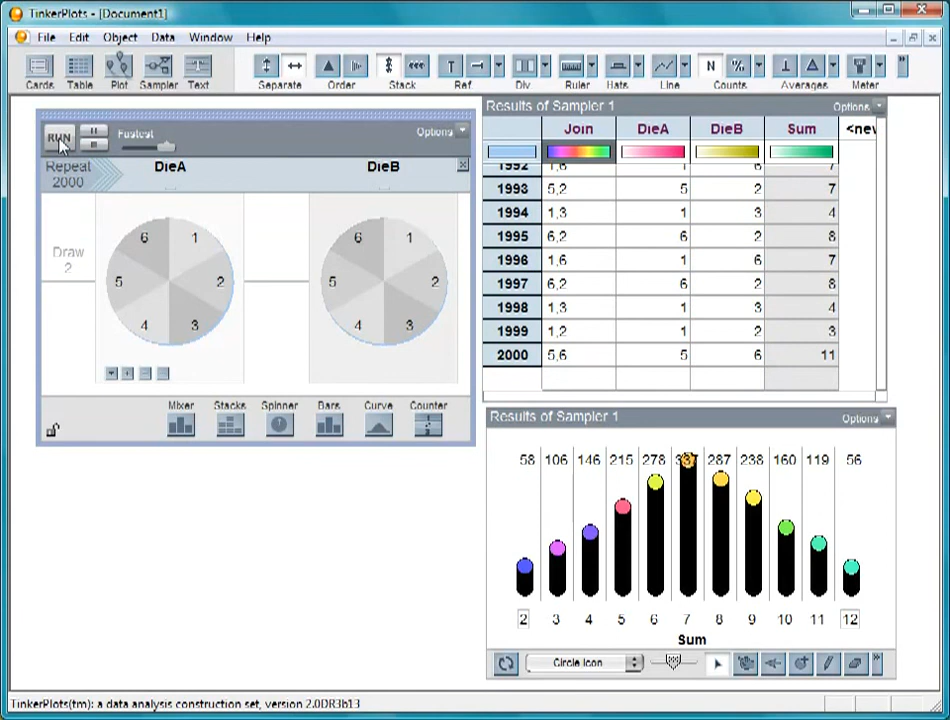 TinkerPlots - [Document1]
File Edit Object Data Window Help
Cards Table Plot Sampler Text Separate Order Stack Ref Div Ruler Hats Line Counts Averages Meter
N %
Results of Sampler 1 Options
RUN Fastest Options
Repeat
2000
DieA DieB
Draw
2
6 1 5 2 4 3
6 1 5 2 4 3
Mixer Stacks Spinner Bars Curve Counter
Join DieA DieB Sum <new
1992 1,6 1 6 7
1993 5,2 5 2 7
1994 1,3 1 3 4
1995 6,2 6 2 8
1996 1,6 1 6 7
1997 6,2 6 2 8
1998 1,3 1 3 4
1999 1,2 1 2 3
2000 5,6 5 6 11
Results of Sampler 1 Options
58 106 146 215 278 337 287 238 160 119 56
2 3 4 5 6 7 8 9 10 11 12
Sum
Circle Icon
TinkerPlots(tm): a data analysis construction set, version 2.0DR3b13